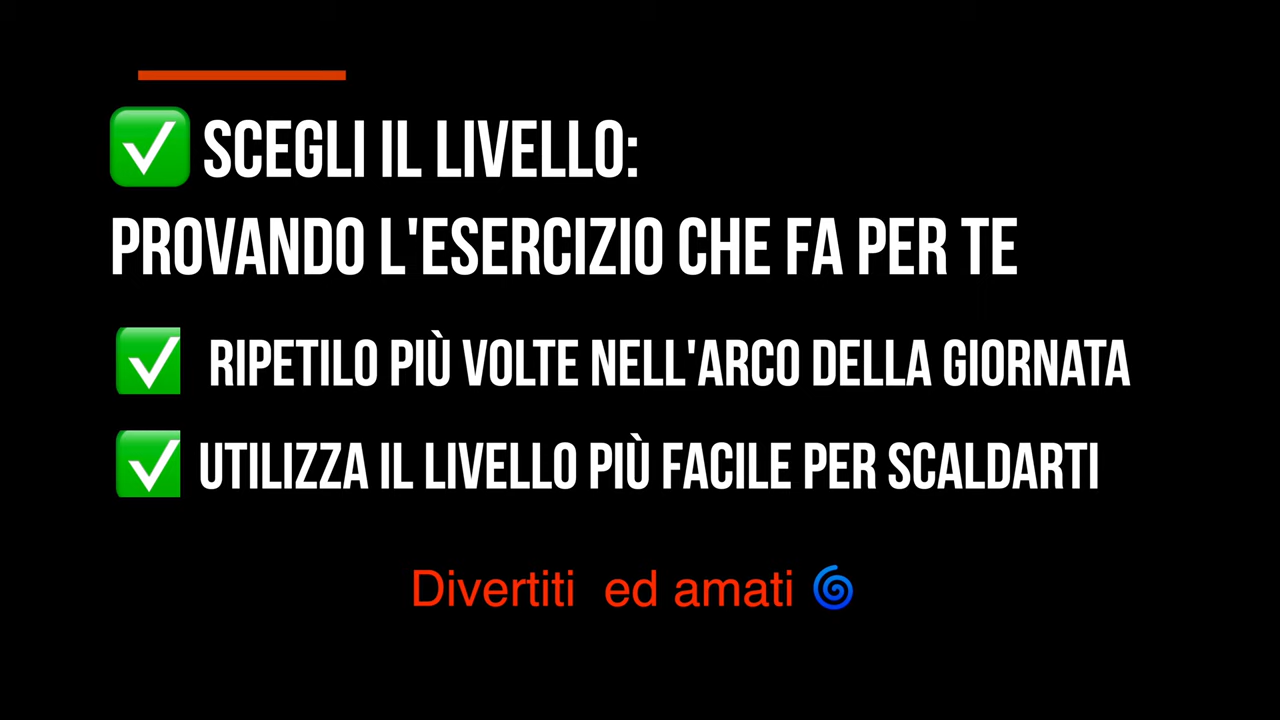 ✅ SCEGLI IL LIVELLO:
PROVANDO L'ESERCIZIO CHE FA PER TE
✅ RIPETILO PIÙ VOLTE NELL'ARCO DELLA GIORNATA
✅ UTILIZZA IL LIVELLO PIÙ FACILE PER SCALDARTI
Divertiti ed amati 🌀